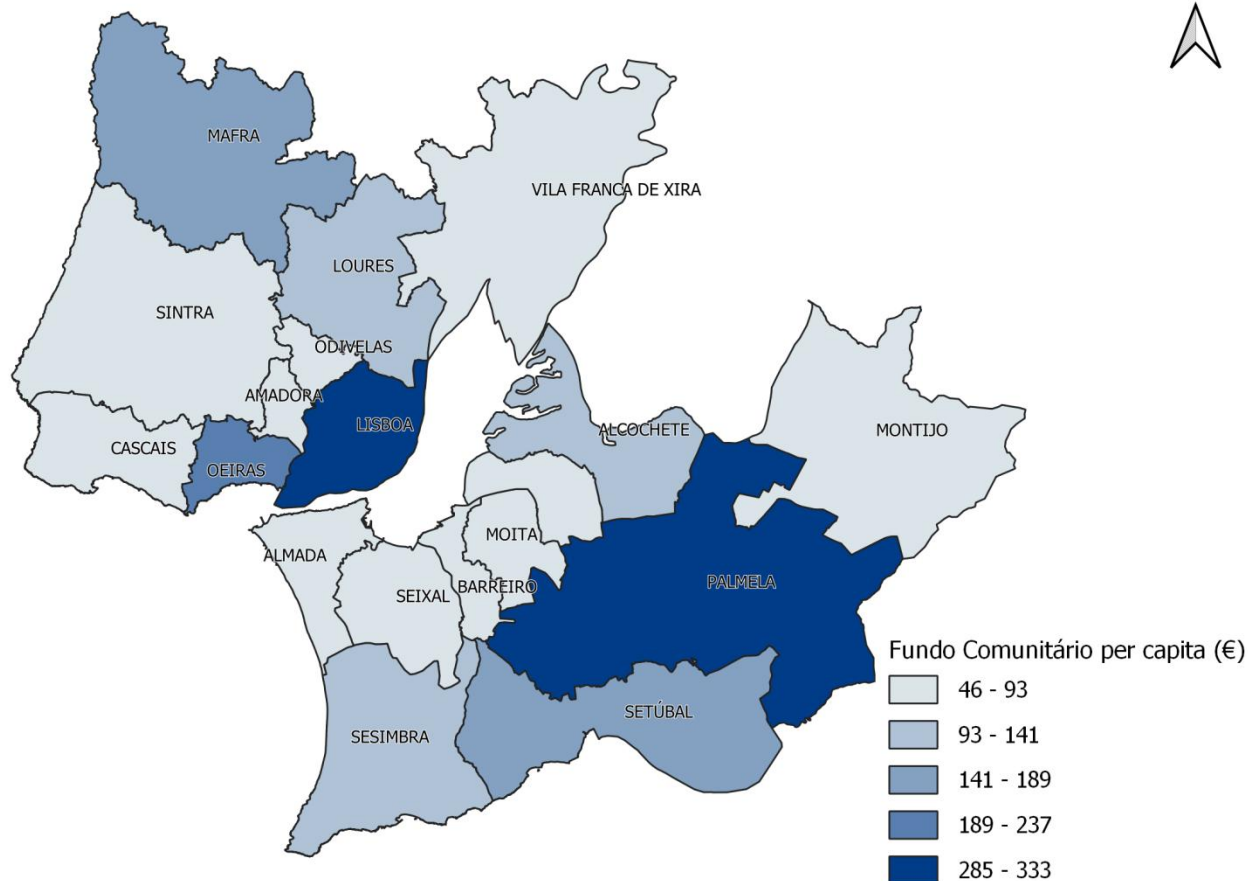 MAFRA
VILA FRANCA DE XIRA
LOURES
SINTRA
ODIVELAS
AMADORA
LISBOA
ALCOCHETE
MONTIJO
CASCAIS
OEIRAS
MOITA
ALMADA
SEIXAL
BARREIRO
PALMELA
SETÚBAL
SESIMBRA
Fundo Comunitário per capita (€)
46 - 93
93 - 141
141 - 189
189 - 237
285 - 333